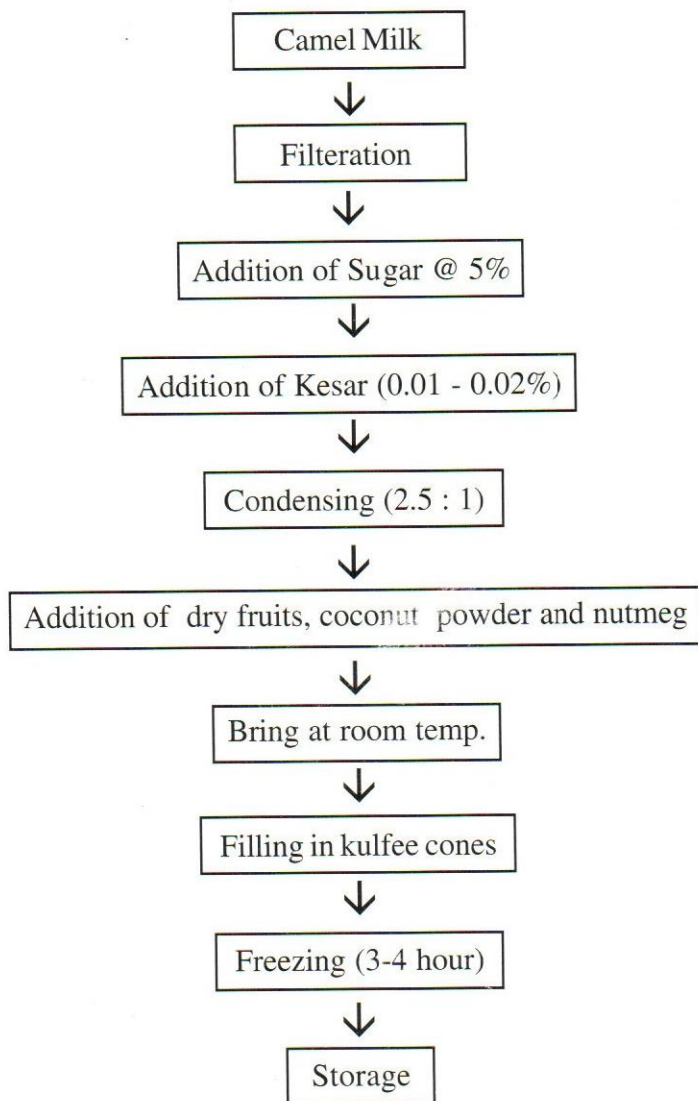 Camel Milk
Filteration
Addition of Sugar @ 5%
Addition of Kesar (0.01 - 0.02%)
Condensing (2.5 : 1)
Addition of dry fruits, coconut powder and nutmeg
Bring at room temp.
Filling in kulfee cones
Freezing (3-4 hour)
Storage